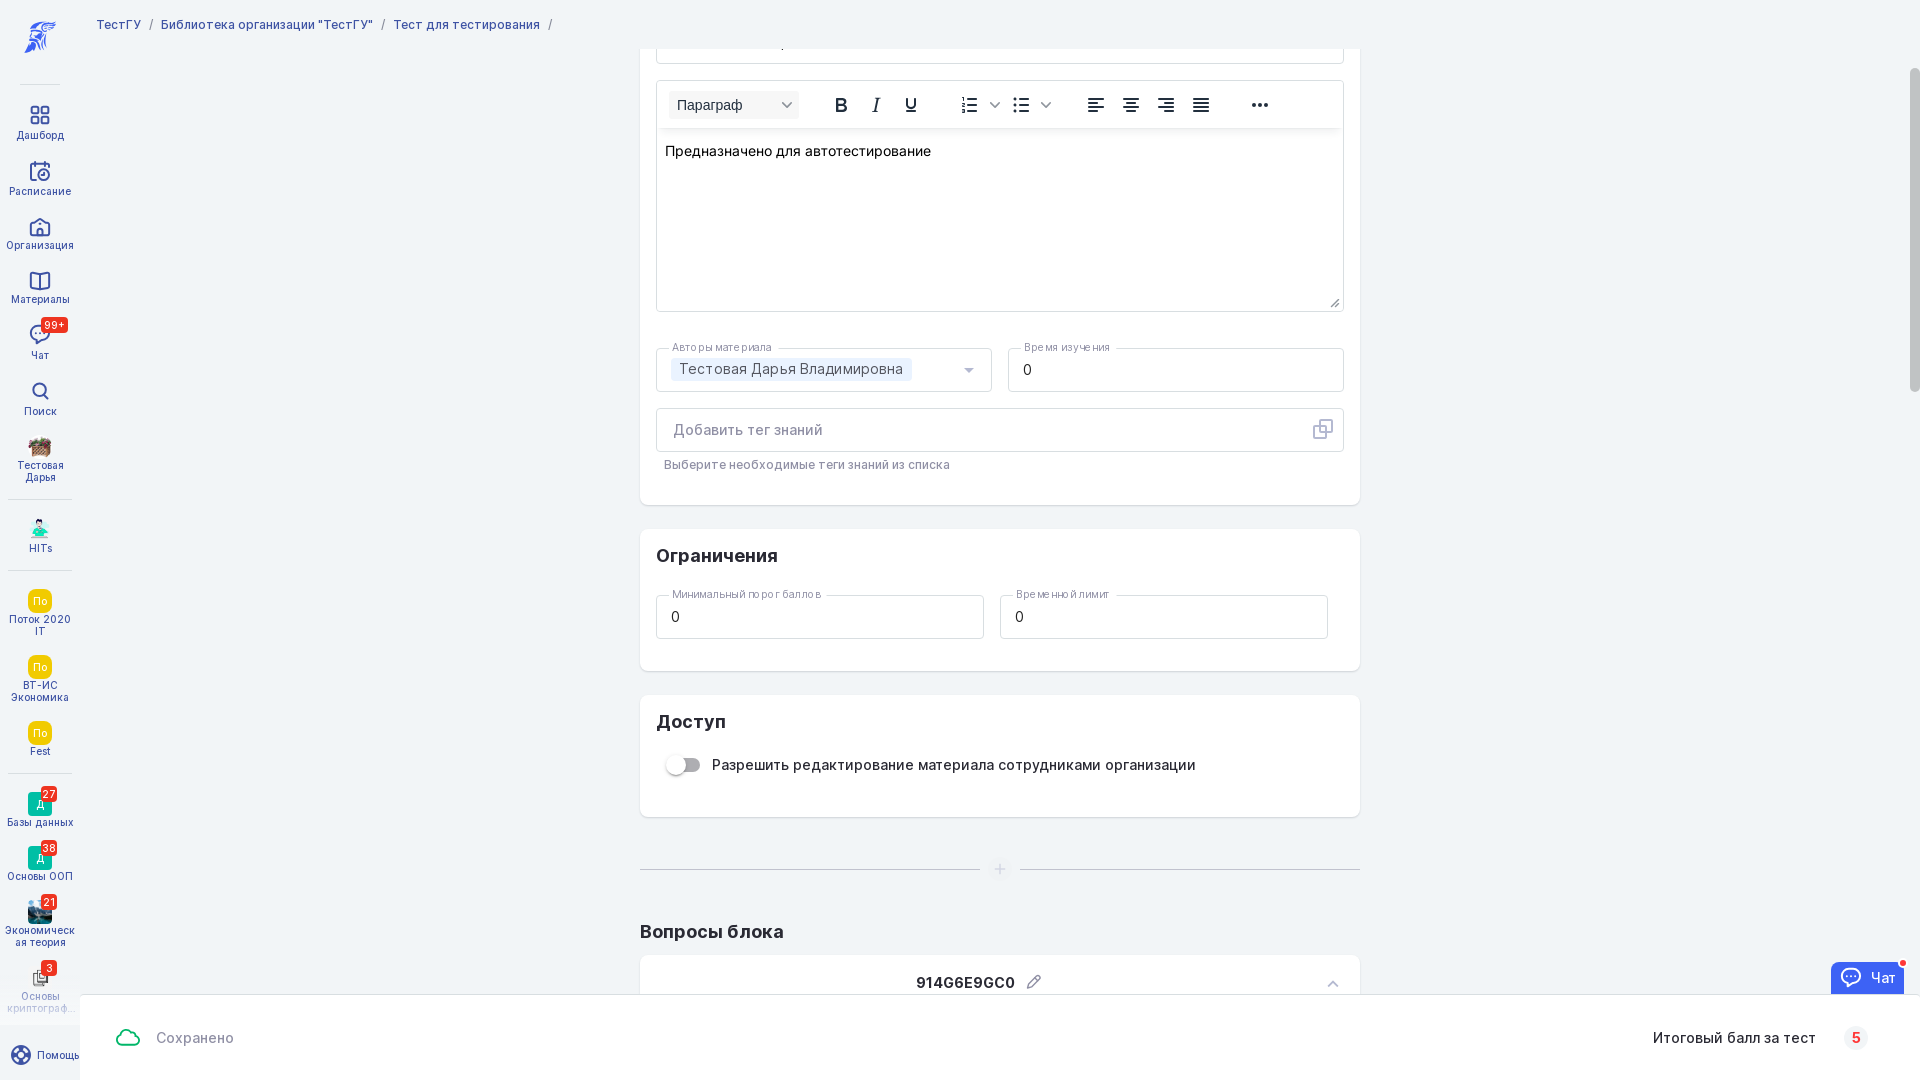 ТестГУ / Библиотека организации "ТестГУ" / Тест для тестирования /
Дашборд
Расписание
Организация
Материалы
99+
Чат
Поиск
Тестовая
Дарья
HITs
По
Поток 2020
IT
По
ВТ-ИС
Экономика
По
Fest
27
Д
Базы данных
38
Д
Основы ООП
21
Экономическ
ая теория
3
Основы
криптограф...
Помощь
Параграф
Предназначено для автотестирование
Авторы материала
Тестовая Дарья Владимировна
Время изучения
0
Добавить тег знаний
Выберите необходимые теги знаний из списка
Ограничения
Минимальный порог баллов
0
Временной лимит
0
Доступ
Разрешить редактирование материала сотрудниками организации
Вопросы блока
914G6E9GC0
Чат
Сохранено
Итоговый балл за тест 5